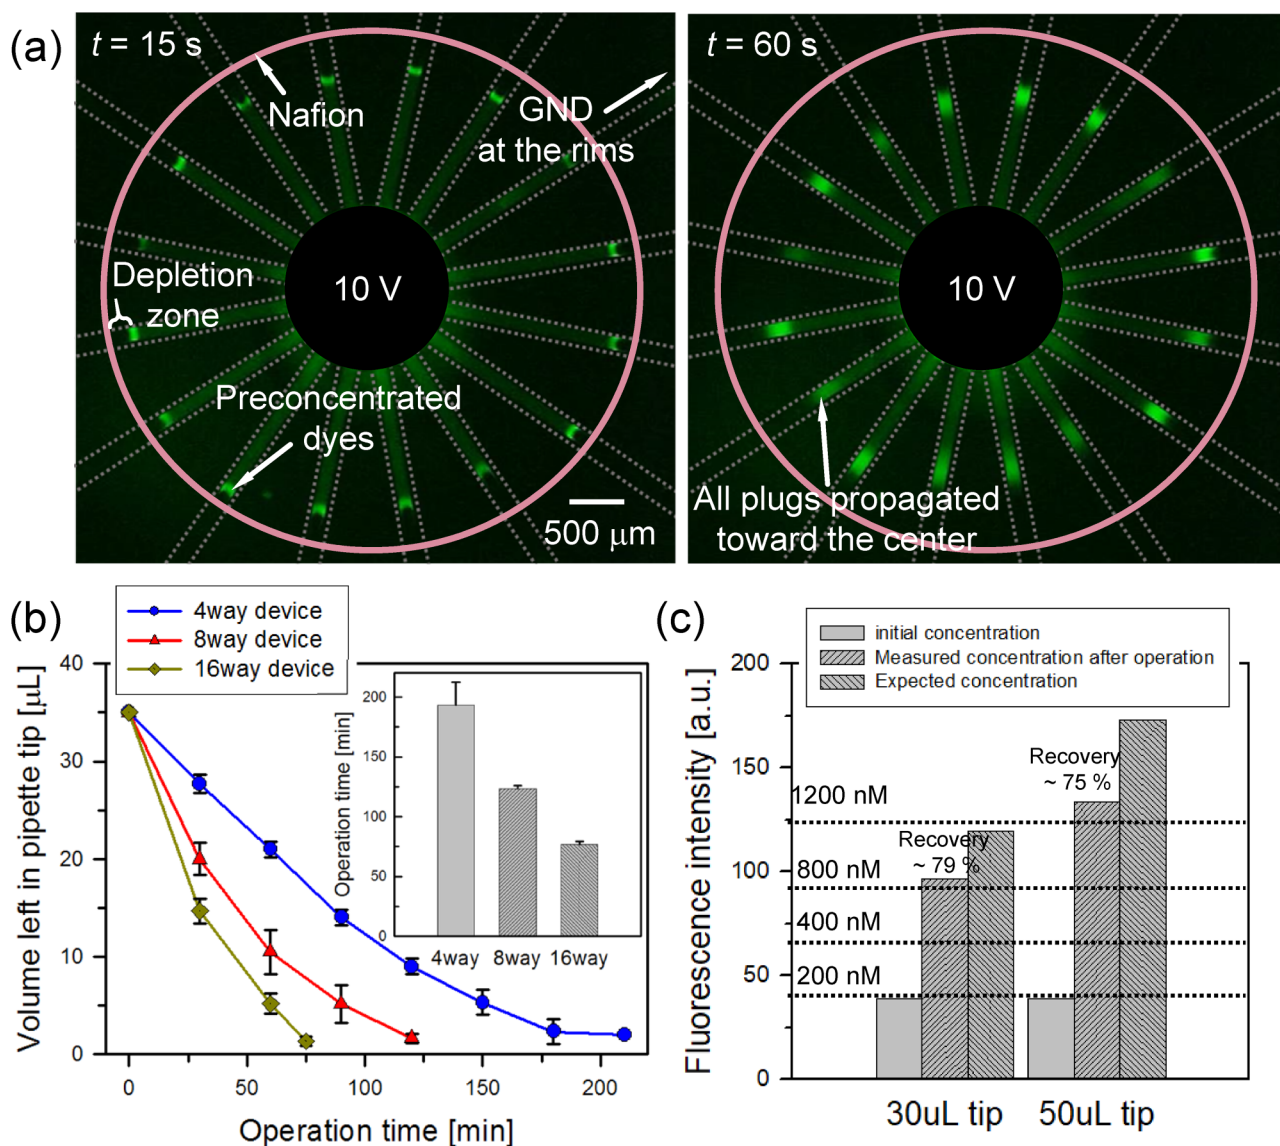 (a)
t = 15 s
Nafion
GND
at the rims
10 V
Depletion
zone
Preconcentrated
dyes
500 μm
t = 60 s
10 V
All plugs propagated
toward the center
(b)
4way device
8way device
16way device
Volume left in pipette tip [μL]
40
30
20
10
0
0
50
100
150
200
Operation time [min]
Operation time [min]
200
150
100
50
0
4way
8way
16way
(c)
initial concentration
Measured concentration after operation
Expected concentration
Fluorescence intensity [a.u.]
200
150
100
50
0
1200 nM
800 nM
400 nM
200 nM
Recovery
~ 79 %
Recovery
~ 75 %
30uL tip
50uL tip